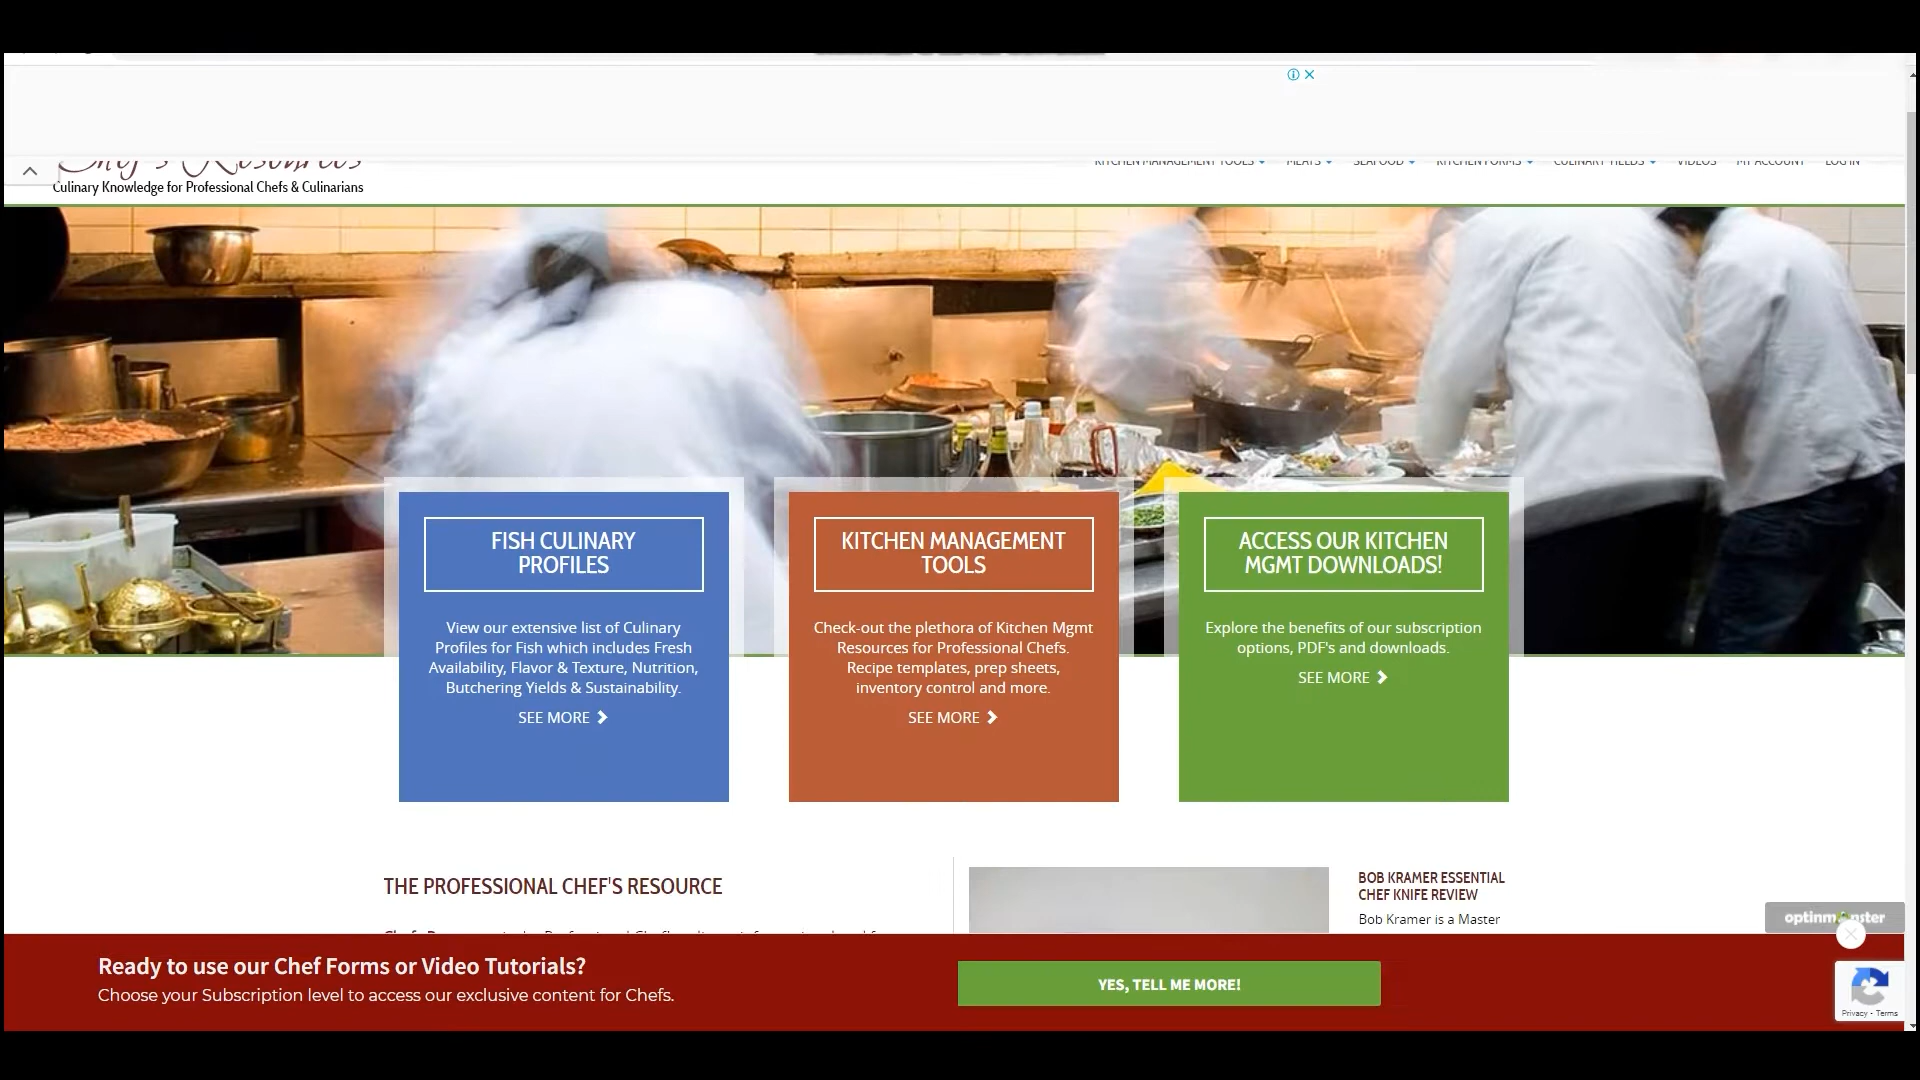 Chef's Resources
Culinary Knowledge for Professional Chefs & Culinarians
KITCHEN MANAGEMENT TOOLS MEATS SEAFOOD KITCHEN FORMS CULINARY YIELDS VIDEOS MY ACCOUNT LOG IN
FISH CULINARY
PROFILES
View our extensive list of Culinary
Profiles for Fish which includes Fresh
Availability, Flavor & Texture, Nutrition,
Butchering Yields & Sustainability.
SEE MORE
KITCHEN MANAGEMENT
TOOLS
Check-out the plethora of Kitchen Mgmt
Resources for Professional Chefs.
Recipe templates, prep sheets,
inventory control and more.
SEE MORE
ACCESS OUR KITCHEN
MGMT DOWNLOADS!
Explore the benefits of our subscription
options, PDF's and downloads.
SEE MORE
THE PROFESSIONAL CHEF'S RESOURCE
BOB KRAMER ESSENTIAL
CHEF KNIFE REVIEW
Bob Kramer is a Master
optinmonster
Ready to use our Chef Forms or Video Tutorials?
Choose your Subscription level to access our exclusive content for Chefs.
YES, TELL ME MORE!
Privacy - Terms